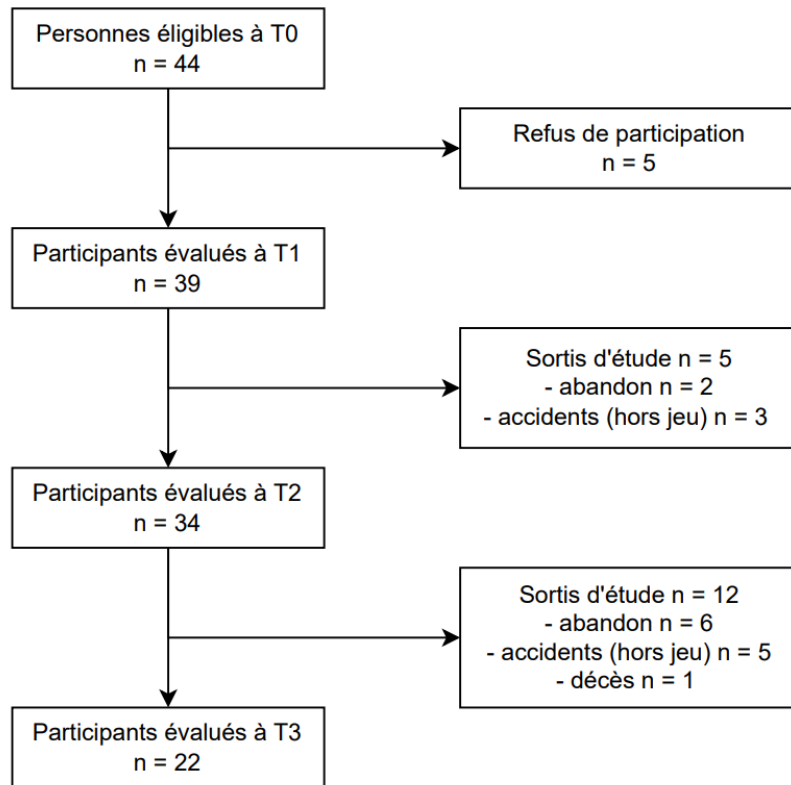 Personnes éligibles à T0
n = 44
Refus de participation
n = 5
Participants évalués à T1
n = 39
Sortis d'étude n = 5
- abandon n = 2
- accidents (hors jeu) n = 3
Participants évalués à T2
n = 34
Sortis d'étude n = 12
- abandon n = 6
- accidents (hors jeu) n = 5
- décès n = 1
Participants évalués à T3
n = 22